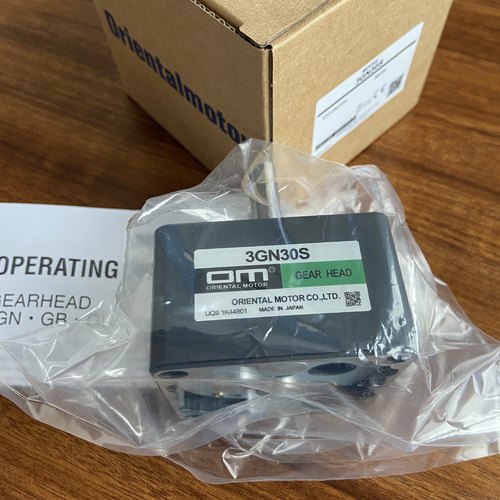 Orientalmotor
3GN30S
OPERATING
GEARHEAD
GN · GB
3GN30S
OM
ORIENTAL MOTOR
GEAR HEAD
ORIENTAL MOTOR CO.,LTD.
UQ9 1K44801 MADE IN JAPAN